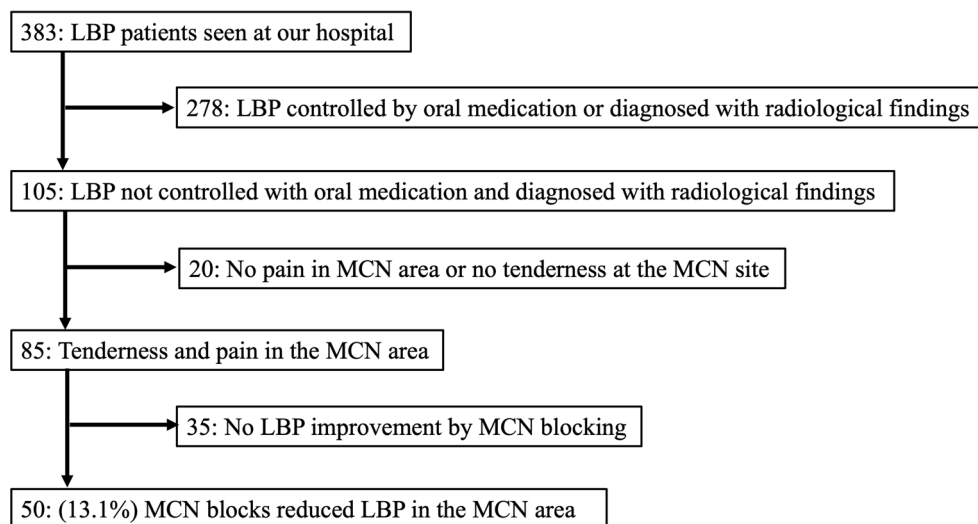 383: LBP patients seen at our hospital
278: LBP controlled by oral medication or diagnosed with radiological findings
105: LBP not controlled with oral medication and diagnosed with radiological findings
20: No pain in MCN area or no tenderness at the MCN site
85: Tenderness and pain in the MCN area
35: No LBP improvement by MCN blocking
50: (13.1%) MCN blocks reduced LBP in the MCN area